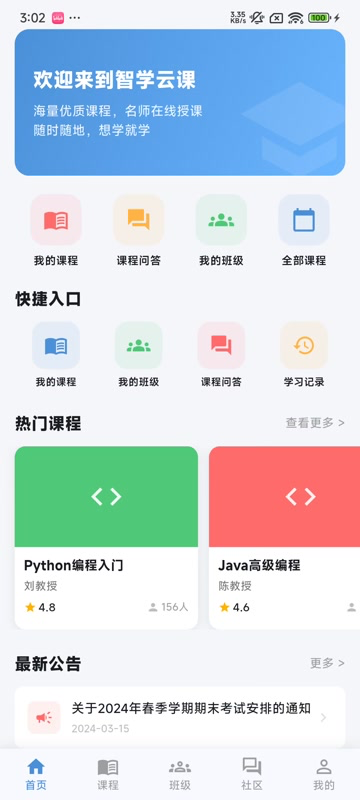 3:02
3.35 KB/s
100
欢迎来到智学云课
海量优质课程，名师在线授课
随时随地，想学就学
我的课程 课程问答 我的班级 全部课程
快捷入口
我的课程 我的班级 课程问答 学习记录
热门课程 查看更多 >
Python编程入门 Java高级编程
刘教授 陈教授
4.8 156人 4.6
最新公告 更多 >
关于2024年春季学期期末考试安排的通知
2024-03-15
首页 课程 班级 社区 我的